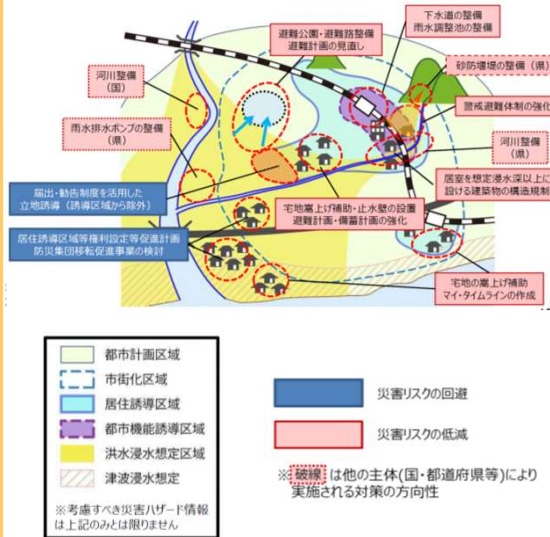 下水道の整備
雨水調整池の整備
避難公園・避難路整備
避難計画の見直し
砂防堰堤の整備（県）
河川整備
（国）
警戒避難体制の強化
雨水排水ポンプの整備
（県）
河川整備
（県）
居室を想定浸水深以上に
設ける建築物の構造規制
届出・勧告制度を活用した
立地誘導（誘導区域から除外）
宅地嵩上げ補助・止水壁の設置
避難計画・備蓄計画の強化
居住誘導区域等権利設定等促進計画
防災集団移転促進事業の検討
宅地の嵩上げ補助
マイ・タイムラインの作成
都市計画区域
市街化区域
居住誘導区域
都市機能誘導区域
洪水浸水想定区域
津波浸水想定
※考慮すべき災害ハザード情報
は上記のみとは限りません
災害リスクの回避
災害リスクの低減
※破線は他の主体(国・都道府県等)により
実施される対策の方向性